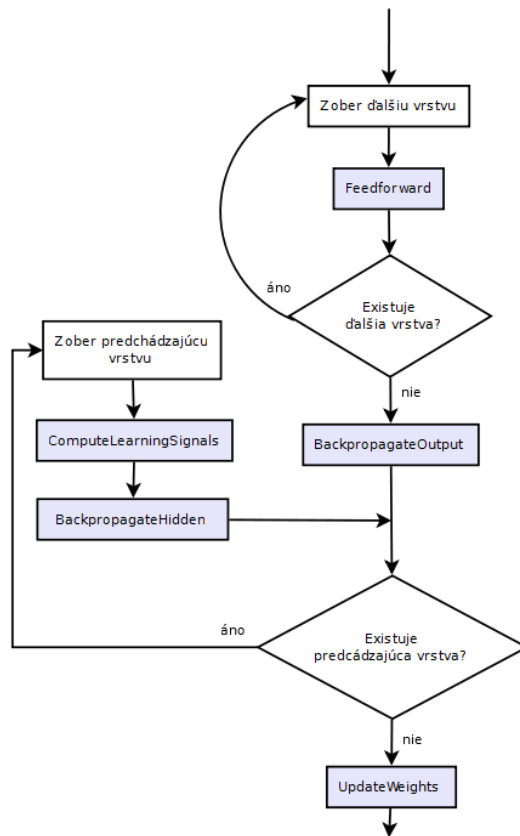 Zober ďalšiu vrstvu
Feedforward
áno
Existuje
ďalšia vrstva?
nie
Zober predchádzajúcu
vrstvu
ComputeLearningSignals
BackpropagateOutput
BackpropagateHidden
áno
Existuje
predcádzajúca vrstva?
nie
UpdateWeights